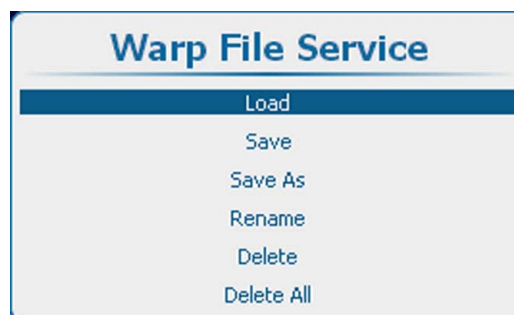 Warp File Service
Load
Save
Save As
Rename
Delete
Delete All